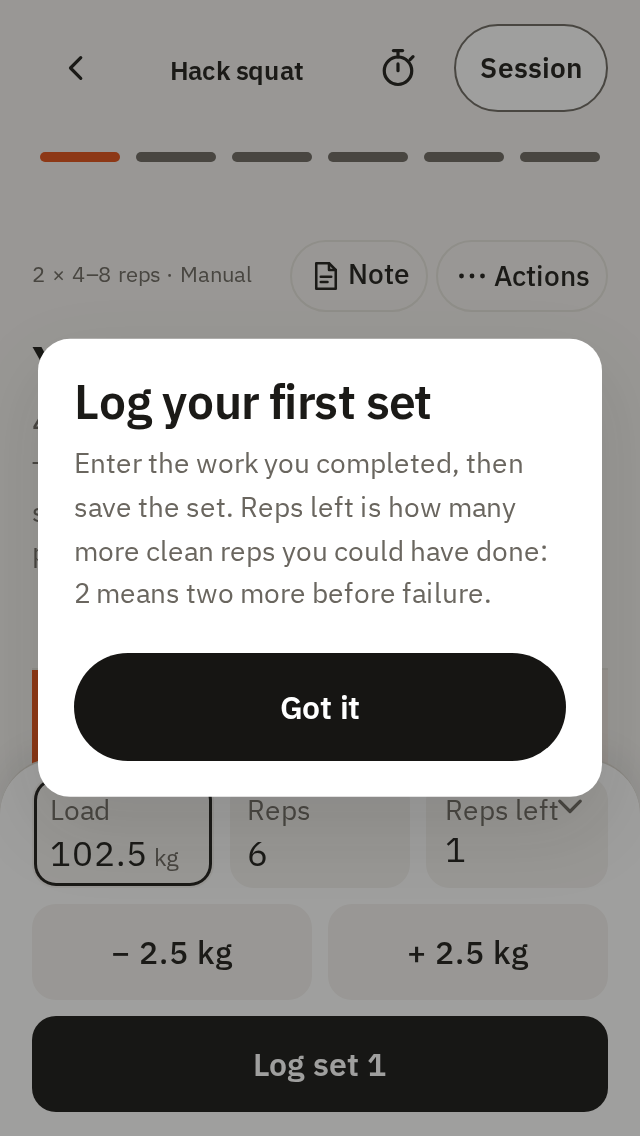 Hack squat
Session
2 × 4–8 reps · Manual
Note
Actions
Log your first set
Enter the work you completed, then
save the set. Reps left is how many
more clean reps you could have done:
2 means two more before failure.
Got it
Load
Reps
Reps left
102.5 kg
6
1
– 2.5 kg
+ 2.5 kg
Log set 1